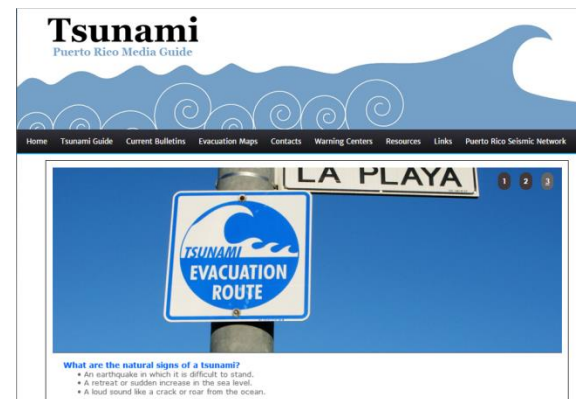 Tsunami
Puerto Rico Media Guide
Home Tsunami Guide Current Bulletins Evacuation Maps Contacts Warning Centers Resources Links Puerto Rico Seismic Network
LA PLAYA
1 2 3
TSUNAMI
EVACUATION
ROUTE
What are the natural signs of a tsunami?
• An earthquake in which it is difficult to stand.
• A retreat or sudden increase in the sea level.
• A loud sound like a crack or roar from the ocean.